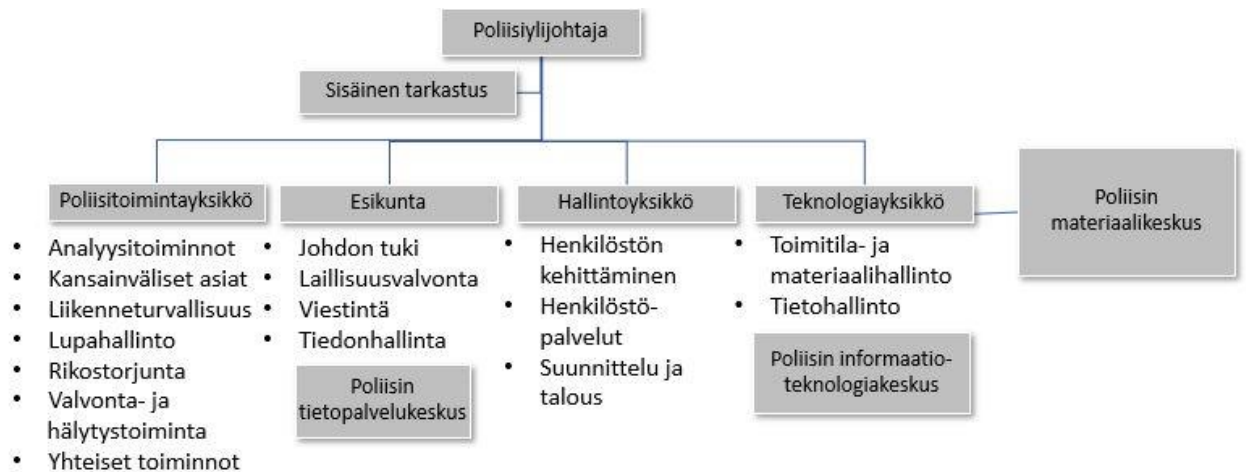 Poliisiylijohtaja
Sisäinen tarkastus
Poliisitoimintayksikkö
• Analyysitoiminnot
• Kansainväliset asiat
• Liikenneturvallisuus
• Lupahallinto
• Rikostorjunta
• Valvonta- ja
hälytystoiminta
• Yhteiset toiminnot
Esikunta
• Johdon tuki
• Laillisuusvalvonta
• Viestintä
• Tiedonhallinta
Poliisin
tietopalvelukeskus
Hallintoyksikkö
• Henkilöstön
kehittäminen
• Henkilöstö-
palvelut
• Suunnittelu ja
talous
Teknologiayksikkö
• Toimitila- ja
materiaalihallinto
• Tietohallinto
Poliisin informaatio-
teknologiakeskus
Poliisin
materiaalikeskus